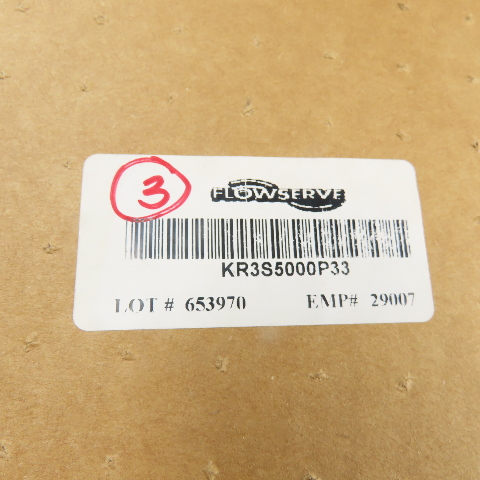 3
FLOWSERVE
KR3S5000P33
LOT # 653970 EMP# 29007